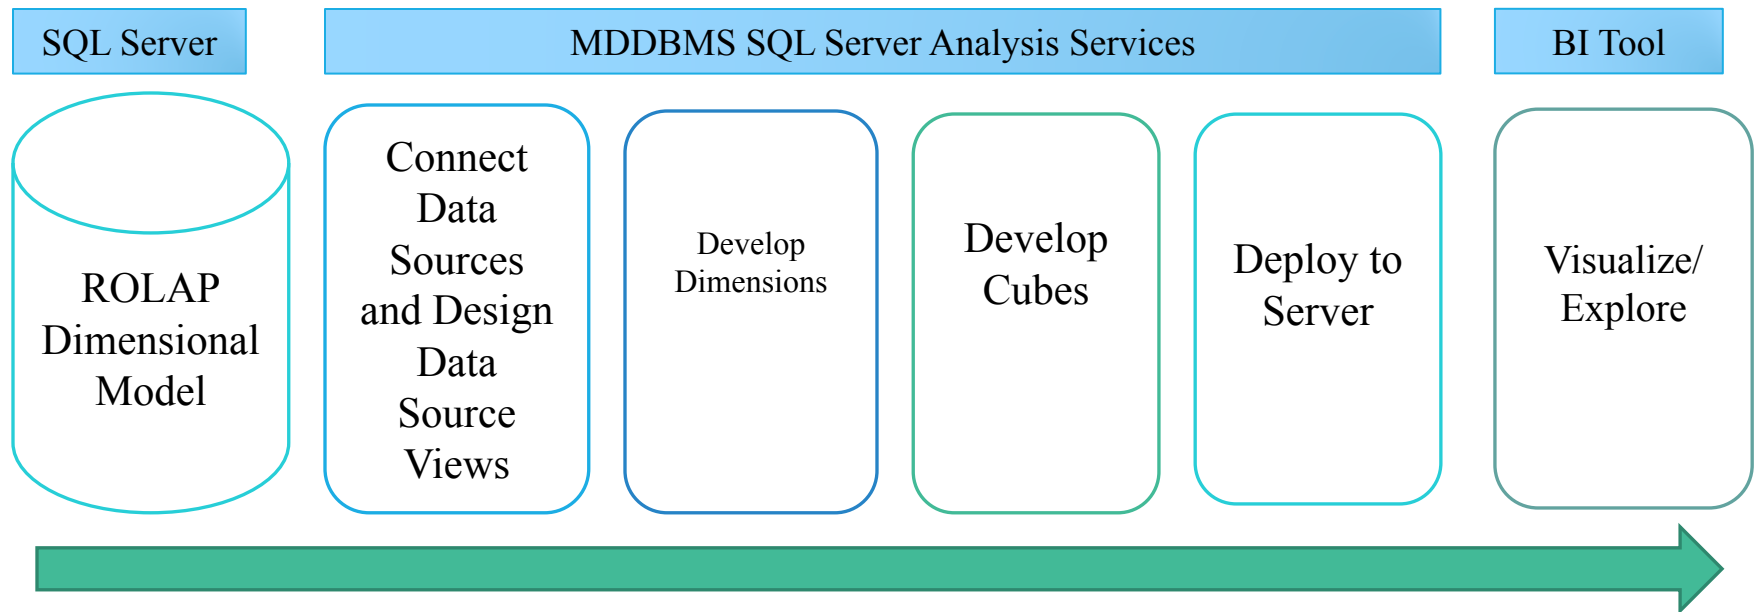 SQL Server
MDDBMS SQL Server Analysis Services
BI Tool
ROLAP
Dimensional
Model
Connect
Data
Sources
and Design
Data
Source
Views
Develop
Dimensions
Develop
Cubes
Deploy to
Server
Visualize/
Explore